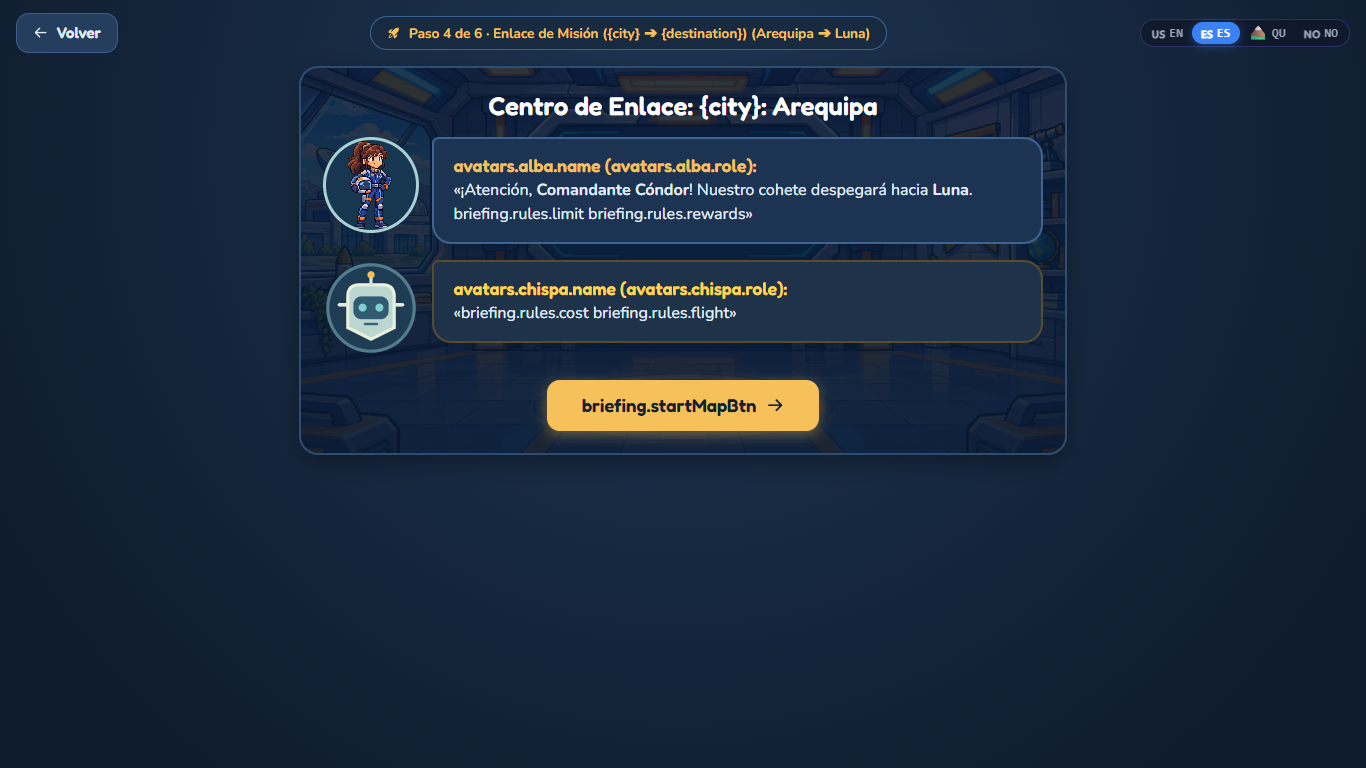 ← Volver
Paso 4 de 6 · Enlace de Misión ({city} ➔ {destination}) (Arequipa ➔ Luna)
US EN
ES ES
QU
NO NO
Centro de Enlace: {city}: Arequipa
avatars.alba.name (avatars.alba.role):
«¡Atención, Comandante Cóndor! Nuestro cohete despegará hacia Luna.
briefing.rules.limit briefing.rules.rewards»
avatars.chispa.name (avatars.chispa.role):
«briefing.rules.cost briefing.rules.flight»
briefing.startMapBtn →